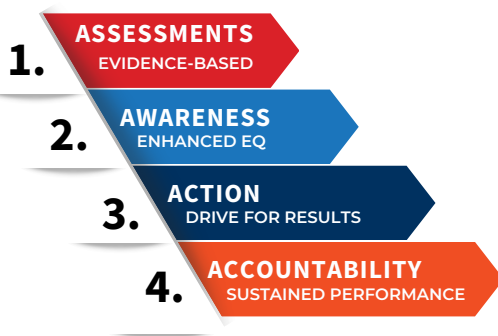 1.
ASSESSMENTS
EVIDENCE-BASED
2.
AWARENESS
ENHANCED EQ
3.
ACTION
DRIVE FOR RESULTS
4.
ACCOUNTABILITY
SUSTAINED PERFORMANCE